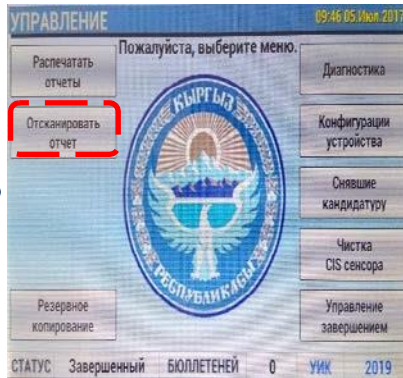 УПРАВЛЕНИЕ 09:46 05.Июл.2017
Пожалуйста, выберите меню.
Распечатать
отчеты
Отсканировать
отчет
Резервное
копирование
КЫРГЫЗ
РЕСПУБЛИКАСЫ
Диагностика
Конфигурации
устройства
Снявшие
кандидатуру
Чистка
CIS сенсора
Управление
завершением
СТАТУС Завершенный БЮЛЛЕТЕНЕЙ 0 УИК 2019